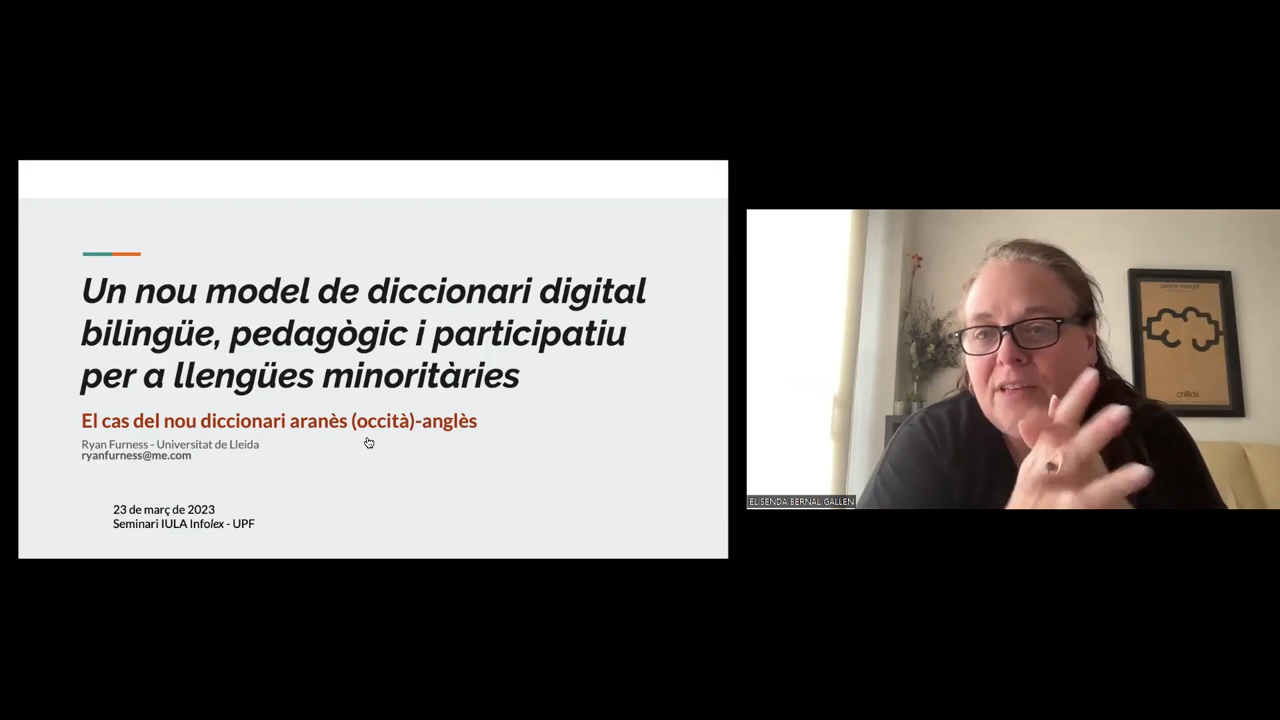 Un nou model de diccionari digital
bilingüe, pedagògic i participatiu
per a llengües minoritàries
El cas del nou diccionari aranès (occità)-anglès
Ryan Furness - Universitat de Lleida
ryanfurness@me.com
23 de març de 2023
Seminari IULA Infolex - UPF
ELISENDA BERNAL GALLEN
chillida